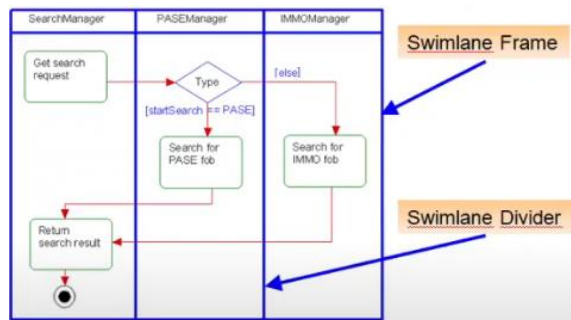 SearchManager
PASEManager
IMMOManager
Swimlane Frame
Get search
request
Type
[else]
[startSearch == PASE]
Search for
PASE fob
Search for
IMMO fob
Swimlane Divider
Return
search result